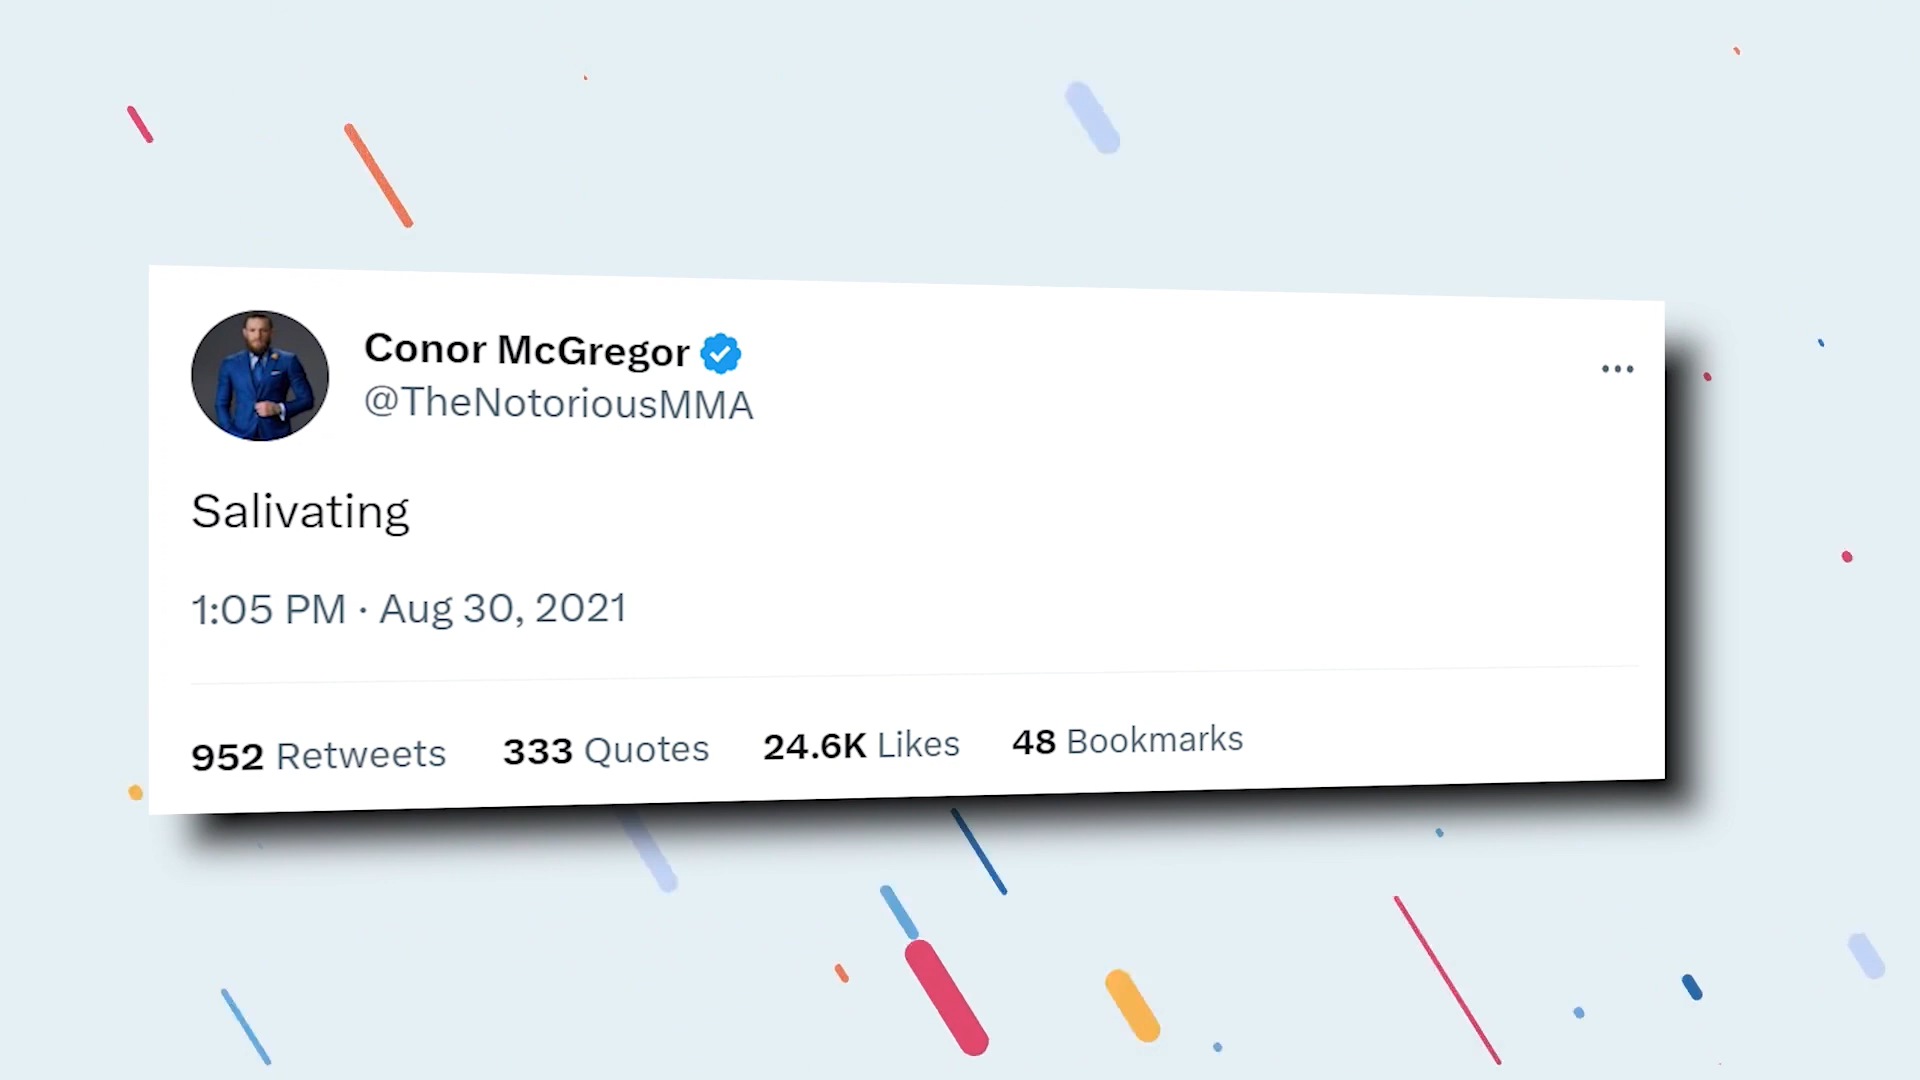 Conor McGregor
@TheNotoriousMMA
Salivating
1:05 PM · Aug 30, 2021
952 Retweets 333 Quotes 24.6K Likes 48 Bookmarks